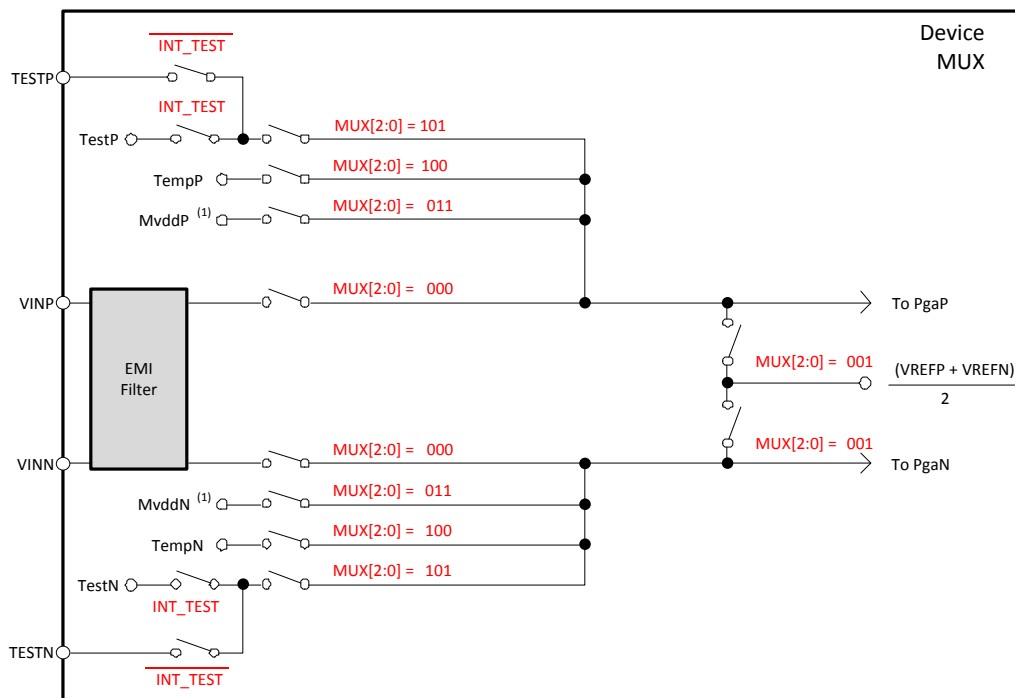 Device
MUX
INT_TEST
TESTP
INT_TEST
TestP
MUX[2:0] = 101
TempP
MUX[2:0] = 100
MvddP (1)
MUX[2:0] = 011
VINP
MUX[2:0] = 000
To PgaP
EMI
Filter
MUX[2:0] = 001
(VREFP + VREFN)
2
VINN
MUX[2:0] = 000
MUX[2:0] = 001
To PgaN
MvddN (1)
MUX[2:0] = 011
TempN
MUX[2:0] = 100
TestN
MUX[2:0] = 101
INT_TEST
TESTN
INT_TEST